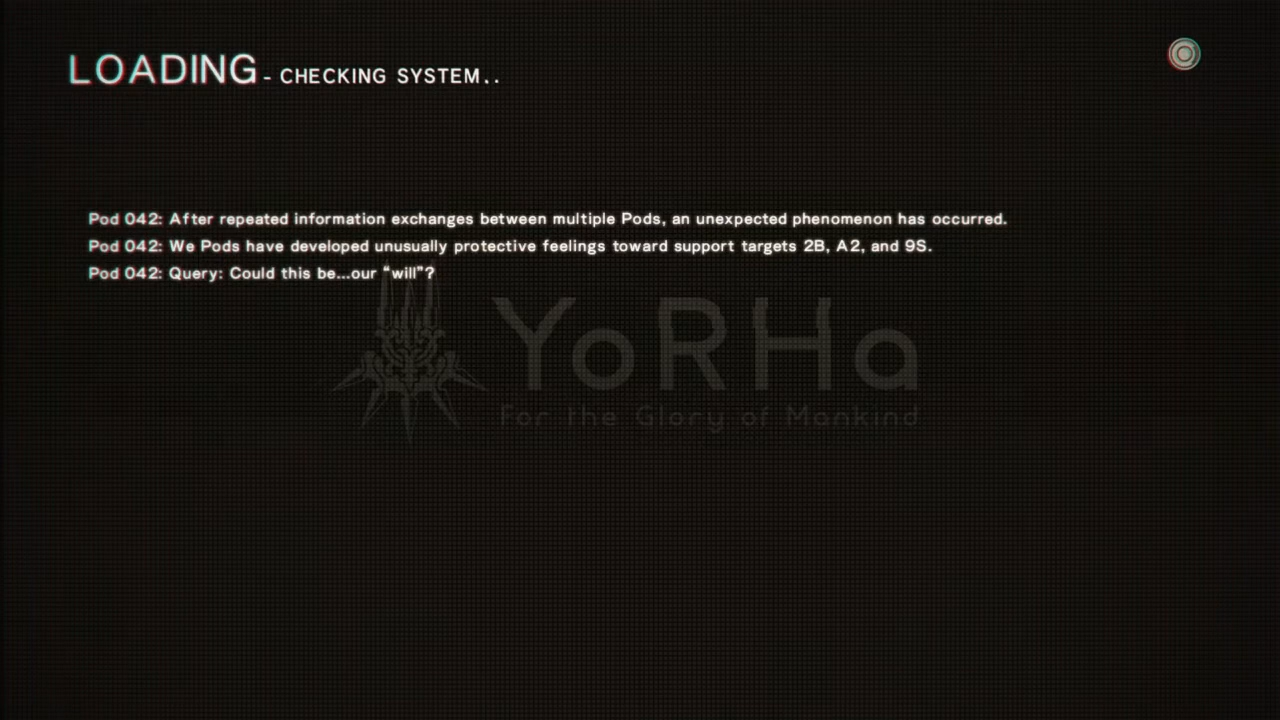 LOADING - CHECKING SYSTEM..
Pod 042: After repeated information exchanges between multiple Pods, an unexpected phenomenon has occurred.
Pod 042: We Pods have developed unusually protective feelings toward support targets 2B, A2, and 9S.
Pod 042: Query: Could this be...our “will”?
YoRHa
For the Glory of Mankind